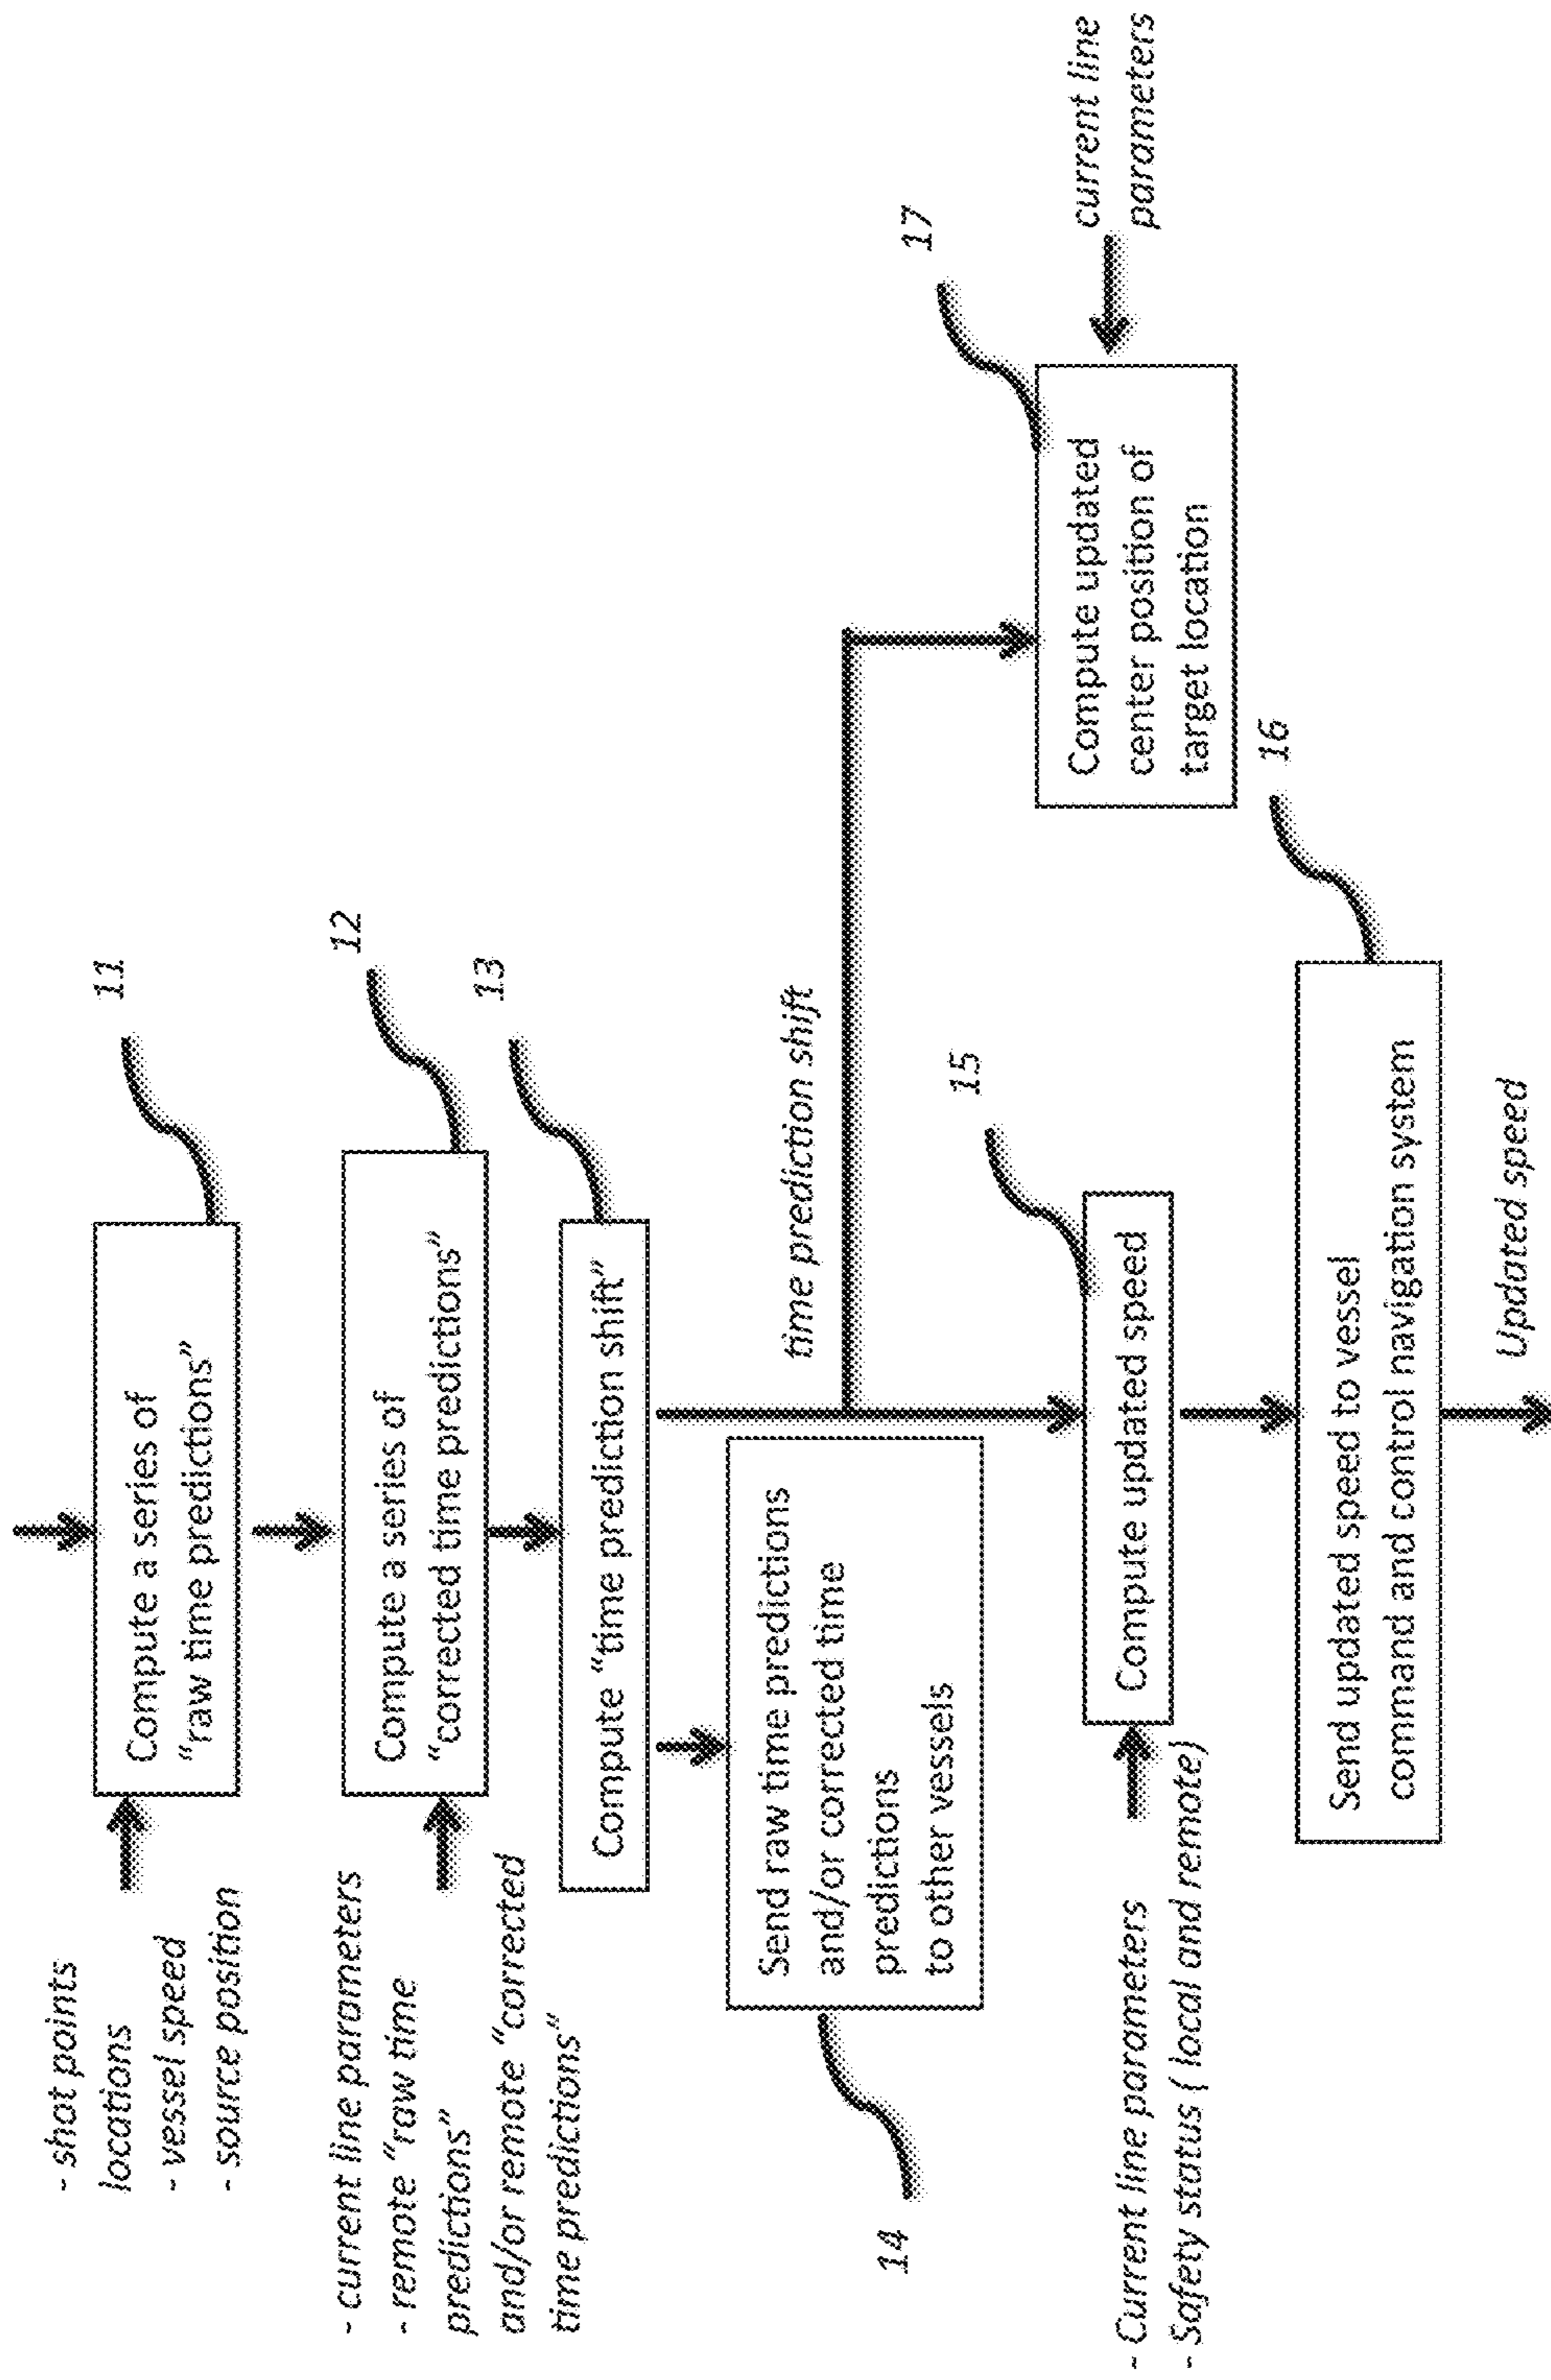 - shot points
locations
- vessel speed
- source position
Compute a series of
"raw time predictions"
11
- current line parameters
- remote "raw time
predictions"
and/or remote "corrected
time predictions"
Compute a series of
"corrected time predictions"
12
Compute "time prediction shift"
13
Send raw time predictions
and/or corrected time
predictions
to other vessels
14
time prediction shift
- Current line parameters
- Safety status ( local and remote)
Compute updated speed
15
Compute updated
center position of
target location
17
current line
parameters
Send updated speed to vessel
command and control navigation system
16
Updated speed